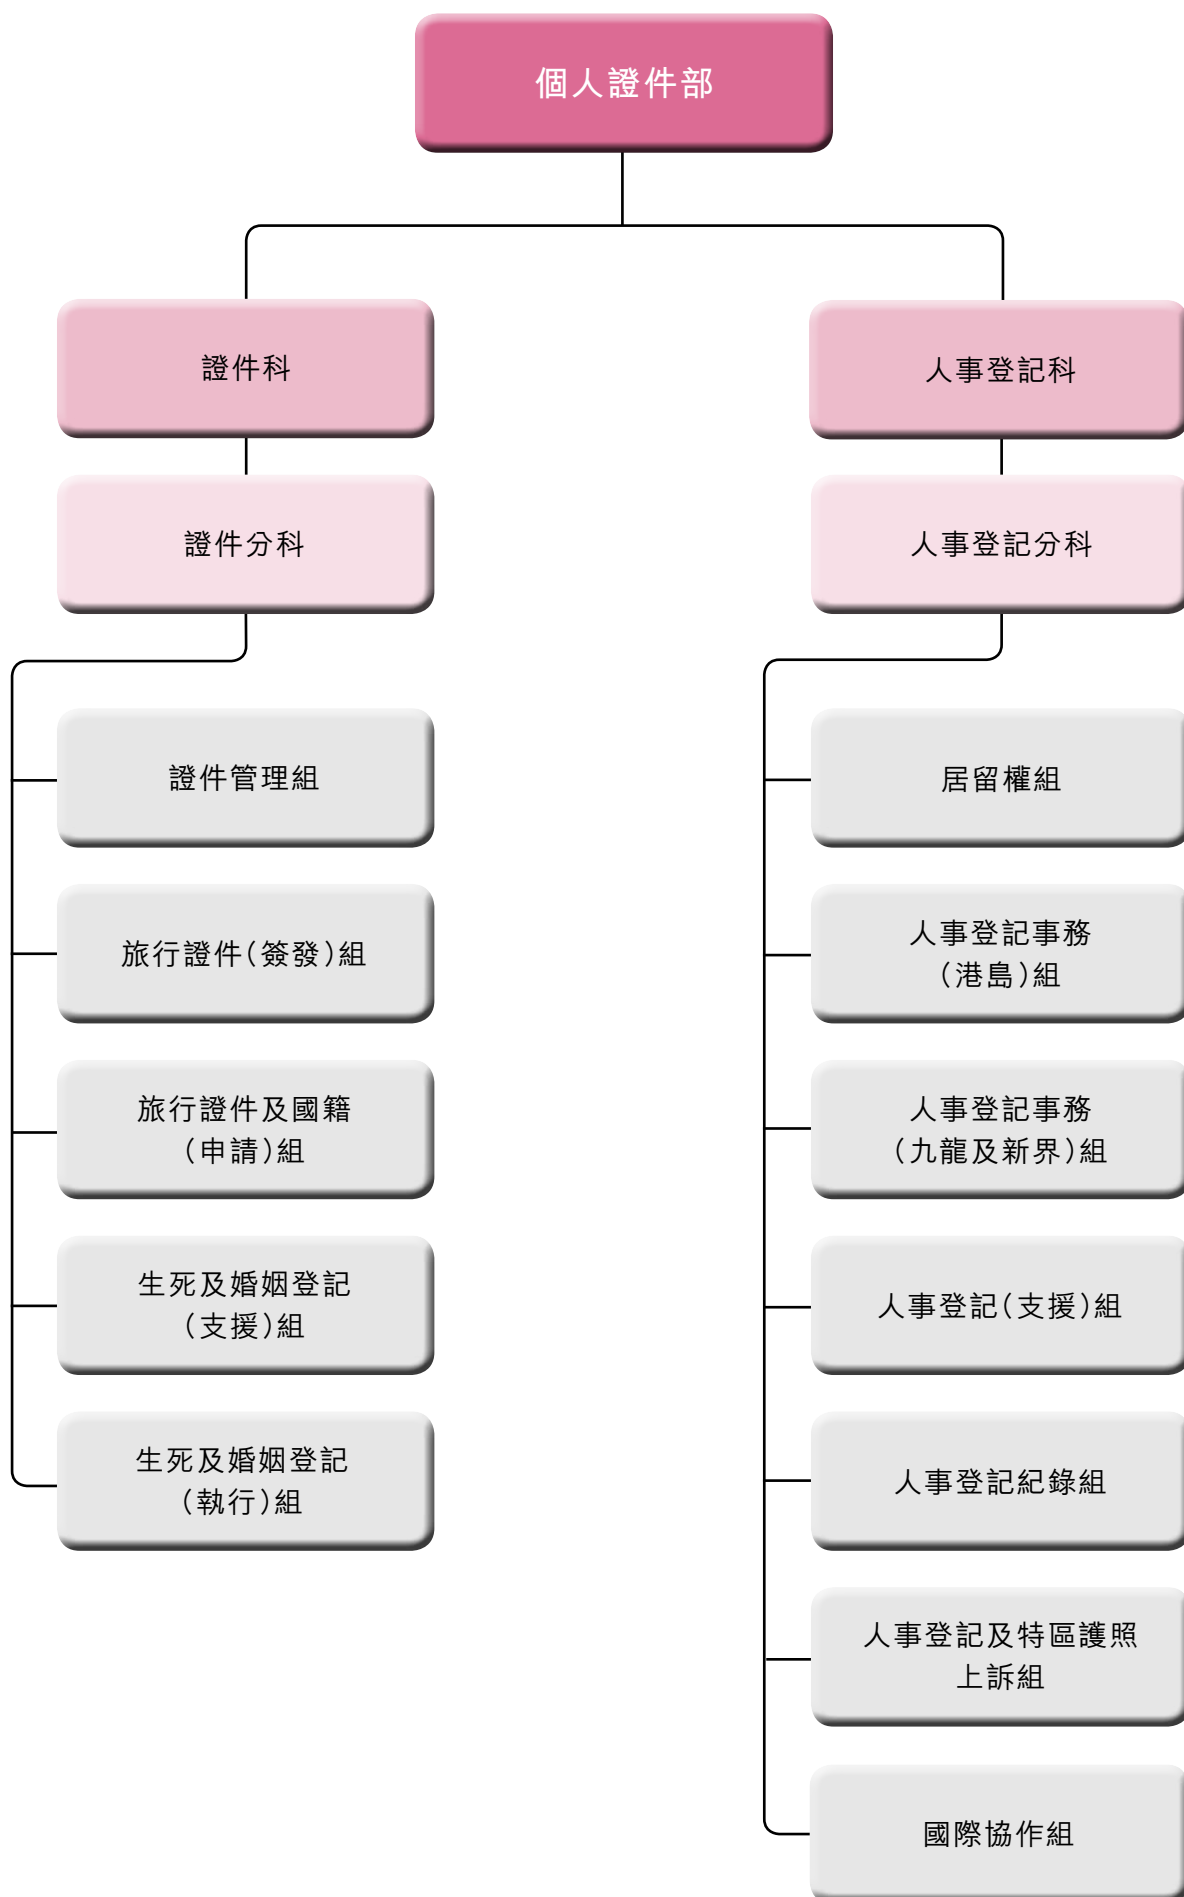 個人證件部
證件科
證件分科
證件管理組
旅行證件(簽發)組
旅行證件及國籍
(申請)組
生死及婚姻登記
(支援)組
生死及婚姻登記
(執行)組
人事登記科
人事登記分科
居留權組
人事登記事務
(港島)組
人事登記事務
(九龍及新界)組
人事登記(支援)組
人事登記紀錄組
人事登記及特區護照
上訴組
國際協作組